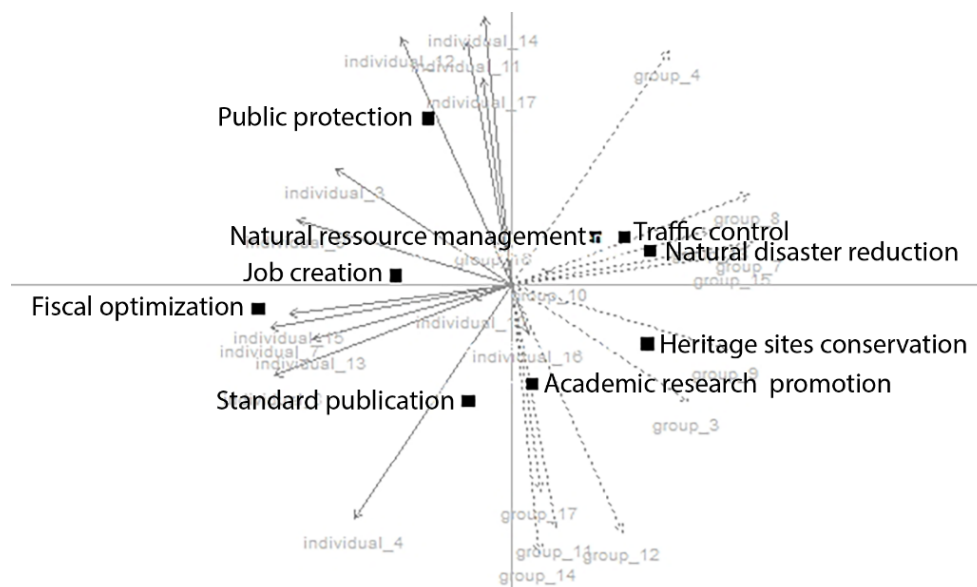 individual_14
individual_12
individual_11
group_4
individual_17
Public protection
individual_3
group_8
Natural ressource management
Traffic control
Natural disaster reduction
Job creation
group_7
group_15
group_10
Fiscal optimization
individual_15
individual_7
individual_16
individual_13
Heritage sites conservation
group_9
Academic research promotion
Standard publication
group_3
group_17
individual_4
group_11
group_12
group_14